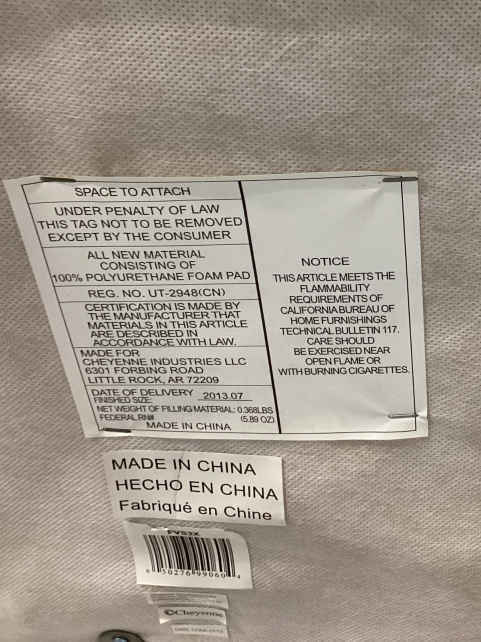 SPACE TO ATTACH
UNDER PENALTY OF LAW
THIS TAG NOT TO BE REMOVED
EXCEPT BY THE CONSUMER
ALL NEW MATERIAL
CONSISTING OF
100% POLYURETHANE FOAM PAD
REG. NO. UT-2948(CN)
CERTIFICATION IS MADE BY
THE MANUFACTURER THAT
MATERIALS IN THIS ARTICLE
ARE DESCRIBED IN
ACCORDANCE WITH LAW.
MADE FOR
CHEYENNE INDUSTRIES LLC
6301 FORBING ROAD
LITTLE ROCK, AR 72209
DATE OF DELIVERY 2013.07
FINISHED SIZE:
NET WEIGHT OF FILLING MATERIAL: 0.368LBS
FEDERAL RN# (5.89 OZ)
MADE IN CHINA
NOTICE
THIS ARTICLE MEETS THE
FLAMMABILITY
REQUIREMENTS OF
CALIFORNIA BUREAU OF
HOME FURNISHINGS
TECHNICAL BULLETIN 117.
CARE SHOULD
BE EXERCISED NEAR
OPEN FLAME OR
WITH BURNING CIGARETTES.
MADE IN CHINA
HECHO EN CHINA
Fabriqué en Chine
50276 99060
Cheyenne